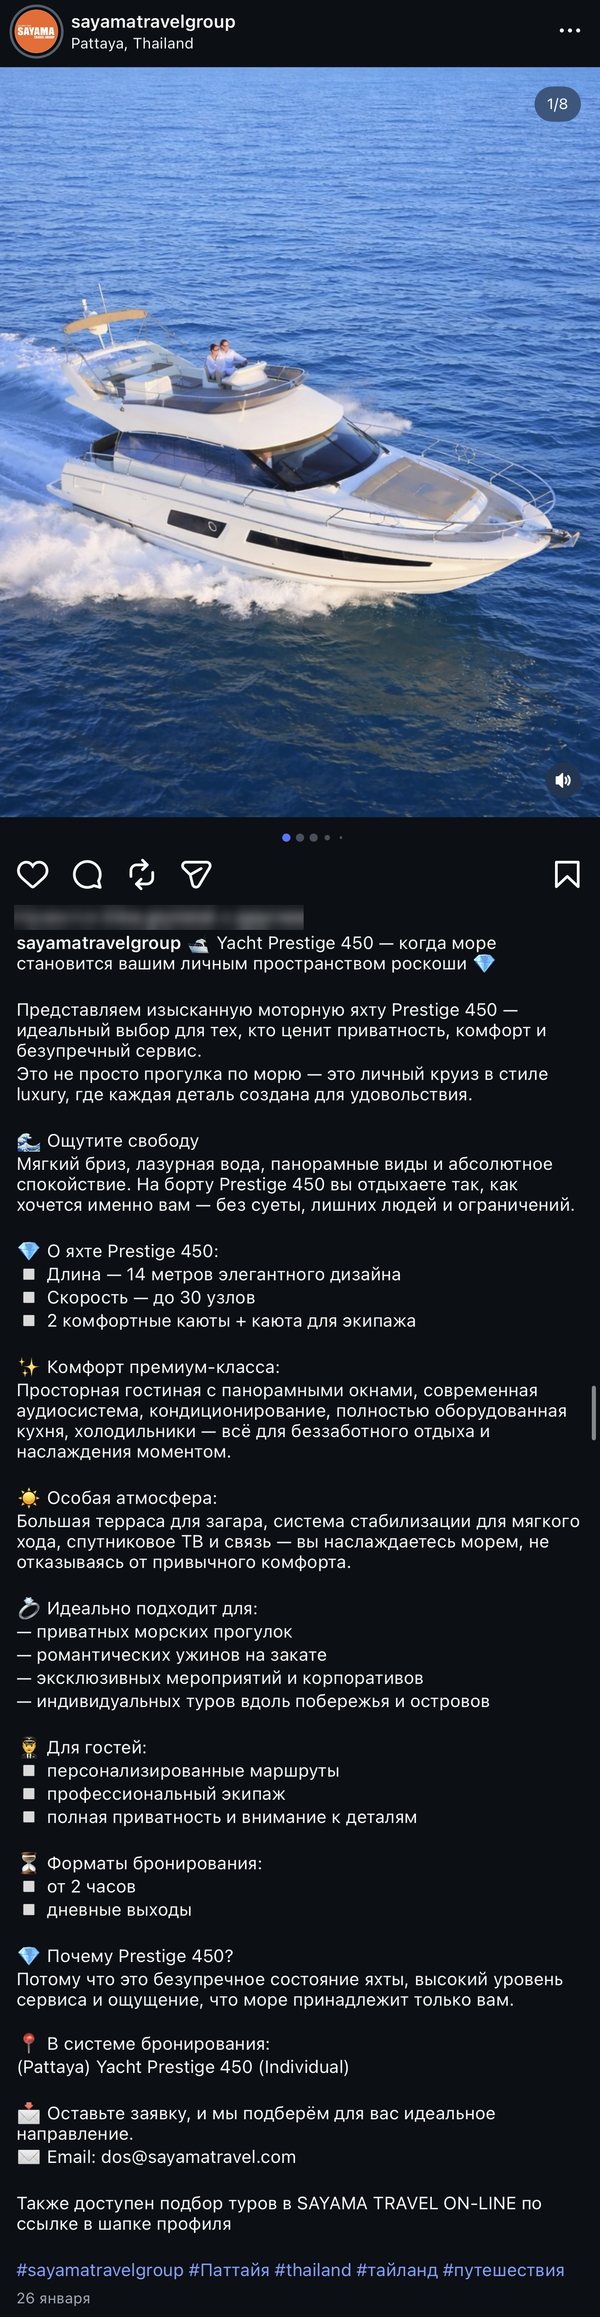 SAYAMA
TRAVEL GROUP
sayamatravelgroup
Pattaya, Thailand
1/8
sayamatravelgroup 🛥️ Yacht Prestige 450 — когда море
становится вашим личным пространством роскоши 💎
Представляем изысканную моторную яхту Prestige 450 —
идеальный выбор для тех, кто ценит приватность, комфорт и
безупречный сервис.
Это не просто прогулка по морю — это личный круиз в стиле
luxury, где каждая деталь создана для удовольствия.
🌊 Ощутите свободу
Мягкий бриз, лазурная вода, панорамные виды и абсолютное
спокойствие. На борту Prestige 450 вы отдыхаете так, как
хочется именно вам — без суеты, лишних людей и ограничений.
💎 О яхте Prestige 450:
◽ Длина — 14 метров элегантного дизайна
◽ Скорость — до 30 узлов
◽ 2 комфортные каюты + каюта для экипажа
✨ Комфорт премиум-класса:
Просторная гостиная с панорамными окнами, современная
аудиосистема, кондиционирование, полностью оборудованная
кухня, холодильники — всё для беззаботного отдыха и
наслаждения моментом.
☀️ Особая атмосфера:
Большая терраса для загара, система стабилизации для мягкого
хода, спутниковое ТВ и связь — вы наслаждаетесь морем, не
отказываясь от привычного комфорта.
💍 Идеально подходит для:
— приватных морских прогулок
— романтических ужинов на закате
— эксклюзивных мероприятий и корпоративов
— индивидуальных туров вдоль побережья и островов
👨‍✈️ Для гостей:
◽ персонализированные маршруты
◽ профессиональный экипаж
◽ полная приватность и внимание к деталям
⏳ Форматы бронирования:
◽ от 2 часов
◽ дневные выходы
💎 Почему Prestige 450?
Потому что это безупречное состояние яхты, высокий уровень
сервиса и ощущение, что море принадлежит только вам.
📍 В системе бронирования:
(Pattaya) Yacht Prestige 450 (Individual)
📩 Оставьте заявку, и мы подберём для вас идеальное
направление.
✉️ Email: dos@sayamatravel.com
Также доступен подбор туров в SAYAMA TRAVEL ON-LINE по
ссылке в шапке профиля
#sayamatravelgroup #Паттайя #thailand #тайланд #путешествия
26 января